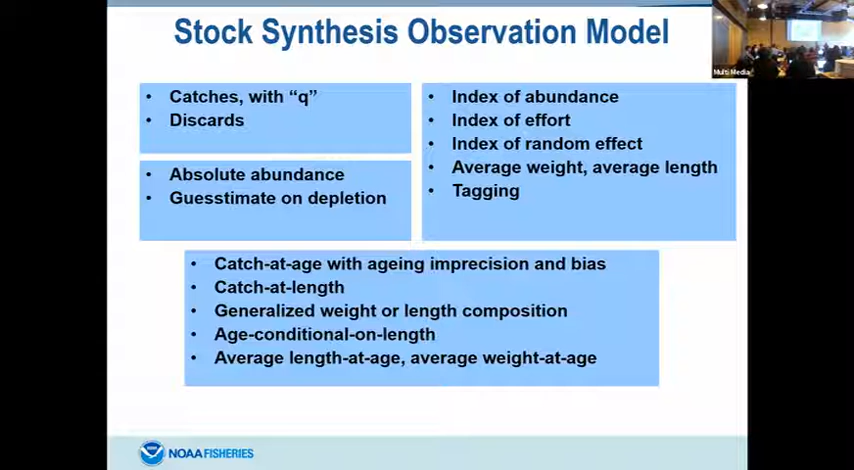 Stock Synthesis Observation Model
Multi Media
• Catches, with "q"
• Discards
• Absolute abundance
• Guesstimate on depletion
• Index of abundance
• Index of effort
• Index of random effect
• Average weight, average length
• Tagging
• Catch-at-age with ageing imprecision and bias
• Catch-at-length
• Generalized weight or length composition
• Age-conditional-on-length
• Average length-at-age, average weight-at-age
NOAA FISHERIES